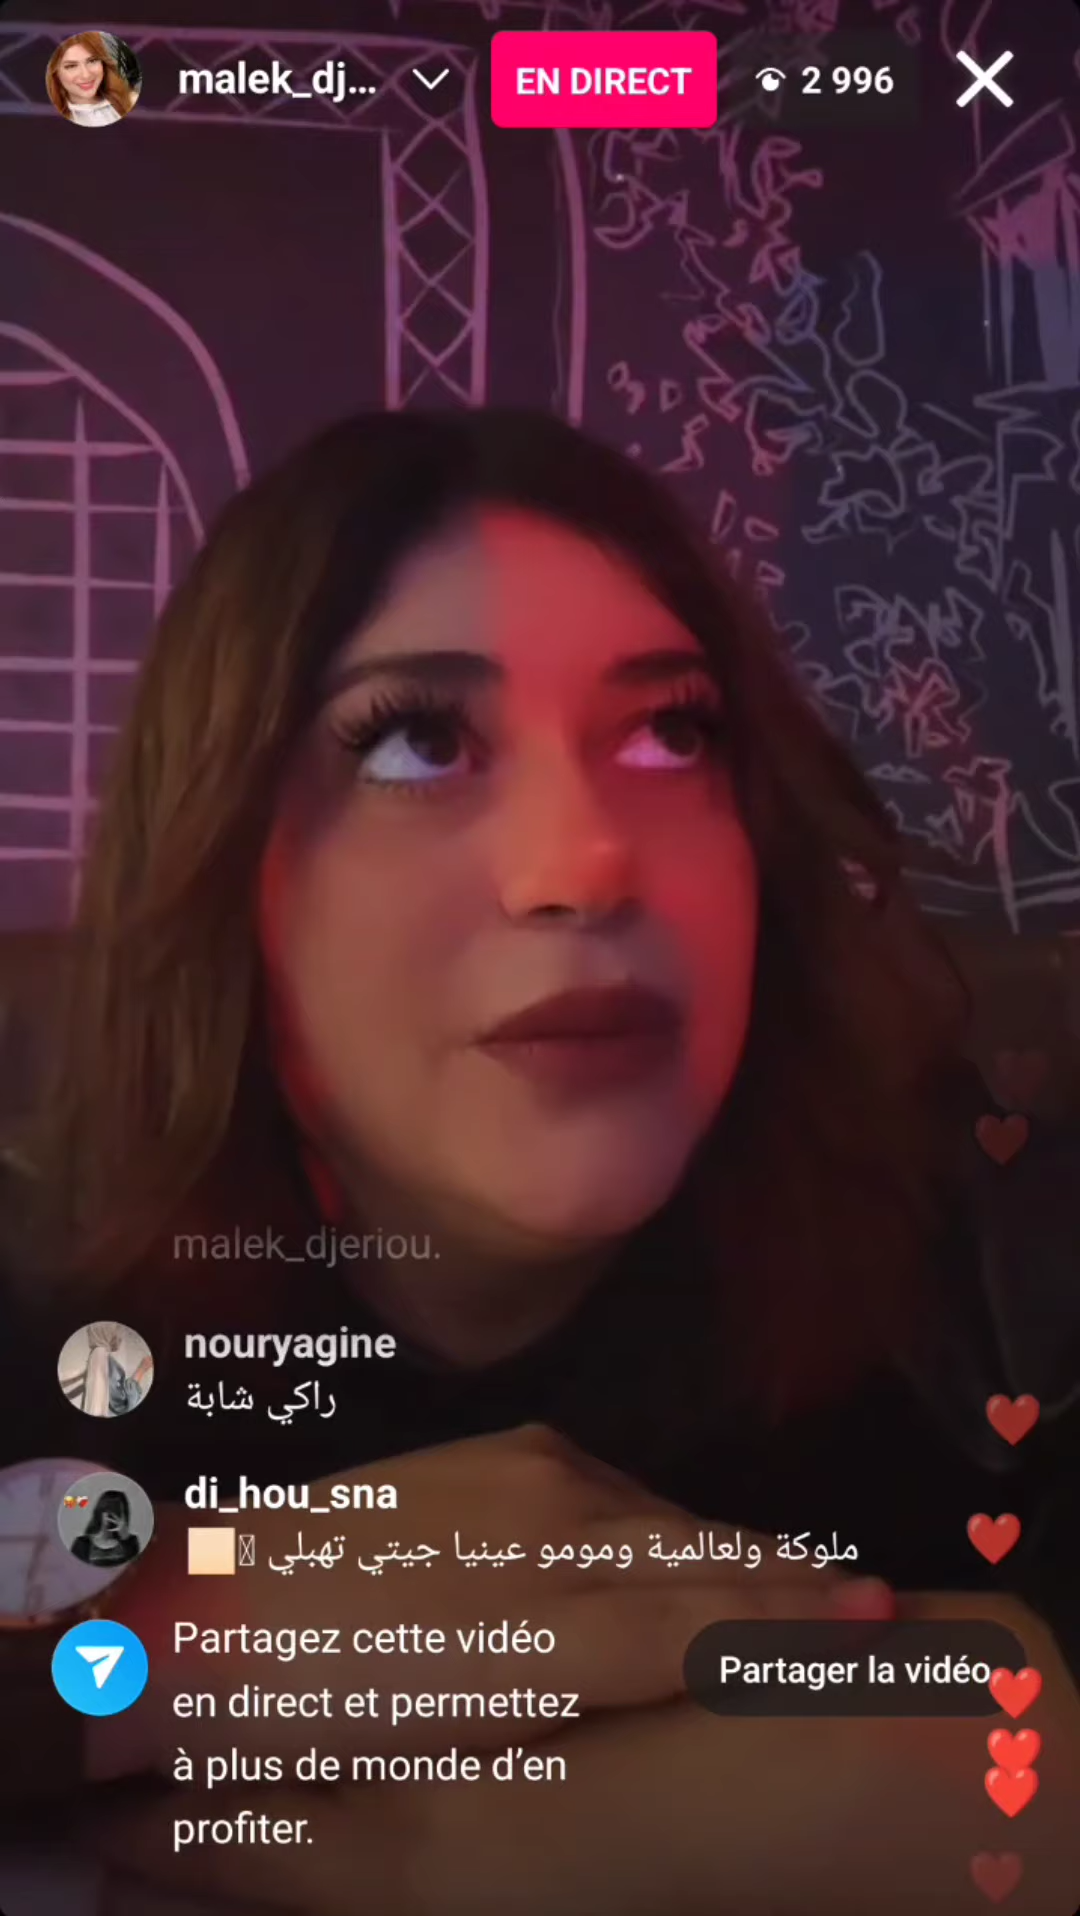 malek_dj...
EN DIRECT
2 996
malek_djeriou.
nouryagine
راكي شابة
di_hou_sna
ملوكة ولعالمية ومومو عينيا جيتي تهبلي
Partagez cette vidéo
en direct et permettez
à plus de monde d’en
profiter.
Partager la vidéo